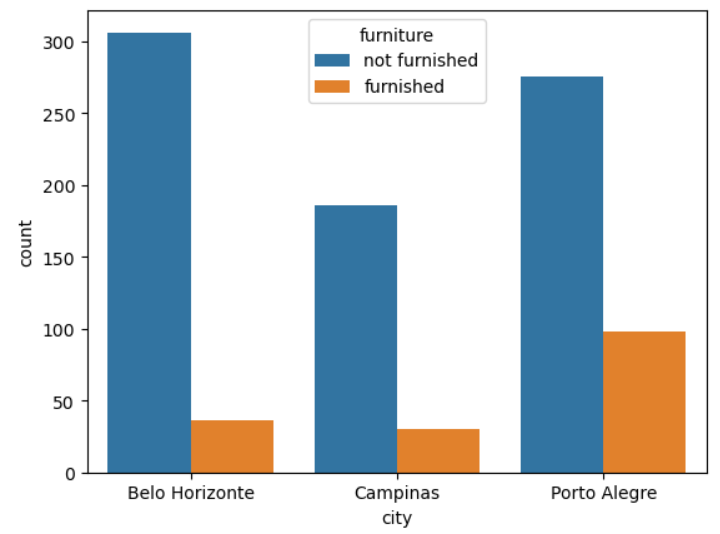 furniture
not furnished
furnished
300
250
200
150
100
50
0
count
Belo Horizonte Campinas Porto Alegre
city